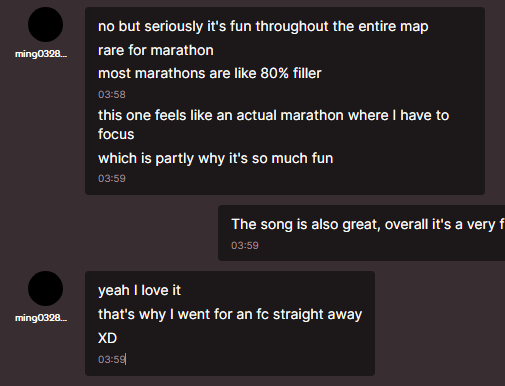 no but seriously it's fun throughout the entire map
rare for marathon
most marathons are like 80% filler
03:58
ming0328...
this one feels like an actual marathon where I have to
focus
which is partly why it's so much fun
03:59
The song is also great, overall it's a very f
03:59
yeah I love it
that's why I went for an fc straight away
ming0328...
XD
03:59